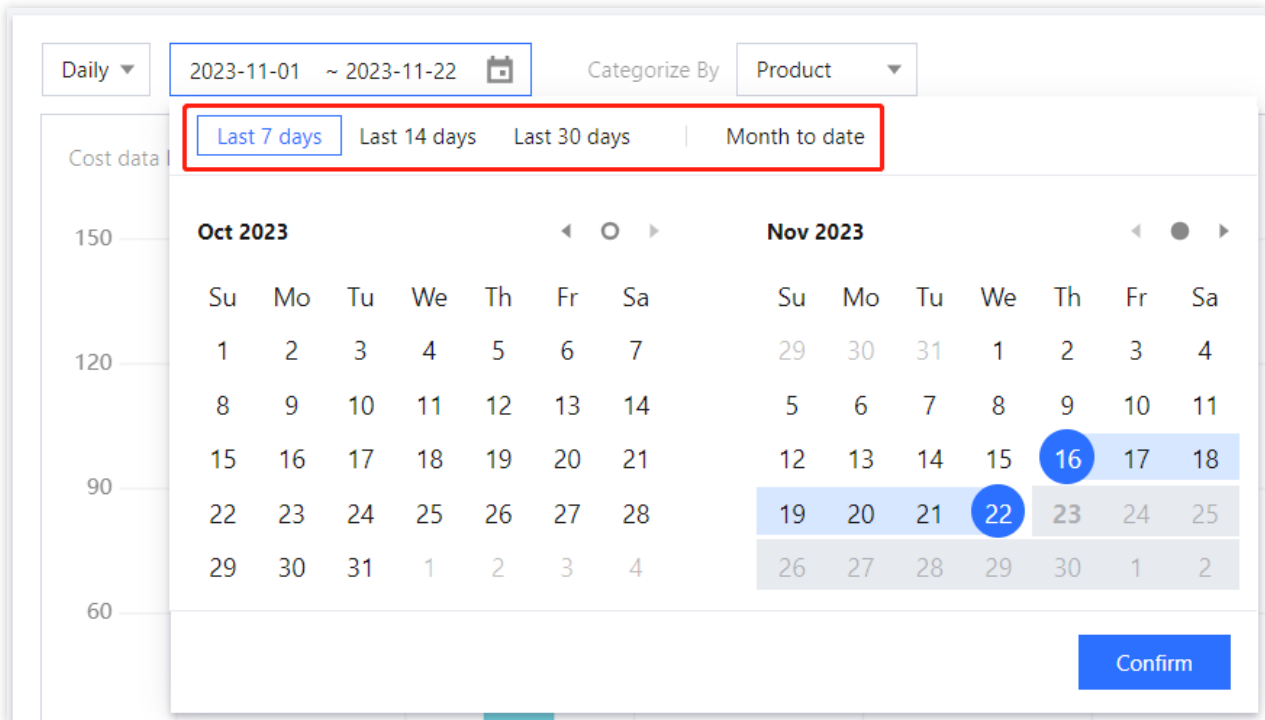 Daily 2023-11-01 ~ 2023-11-22 Categorize By Product
Last 7 days Last 14 days Last 30 days Month to date
Cost data
150
120
90
60
Oct 2023
Su Mo Tu We Th Fr Sa
1 2 3 4 5 6 7
8 9 10 11 12 13 14
15 16 17 18 19 20 21
22 23 24 25 26 27 28
29 30 31 1 2 3 4
Nov 2023
Su Mo Tu We Th Fr Sa
29 30 31 1 2 3 4
5 6 7 8 9 10 11
12 13 14 15 16 17 18
19 20 21 22 23 24 25
26 27 28 29 30 1 2
Confirm